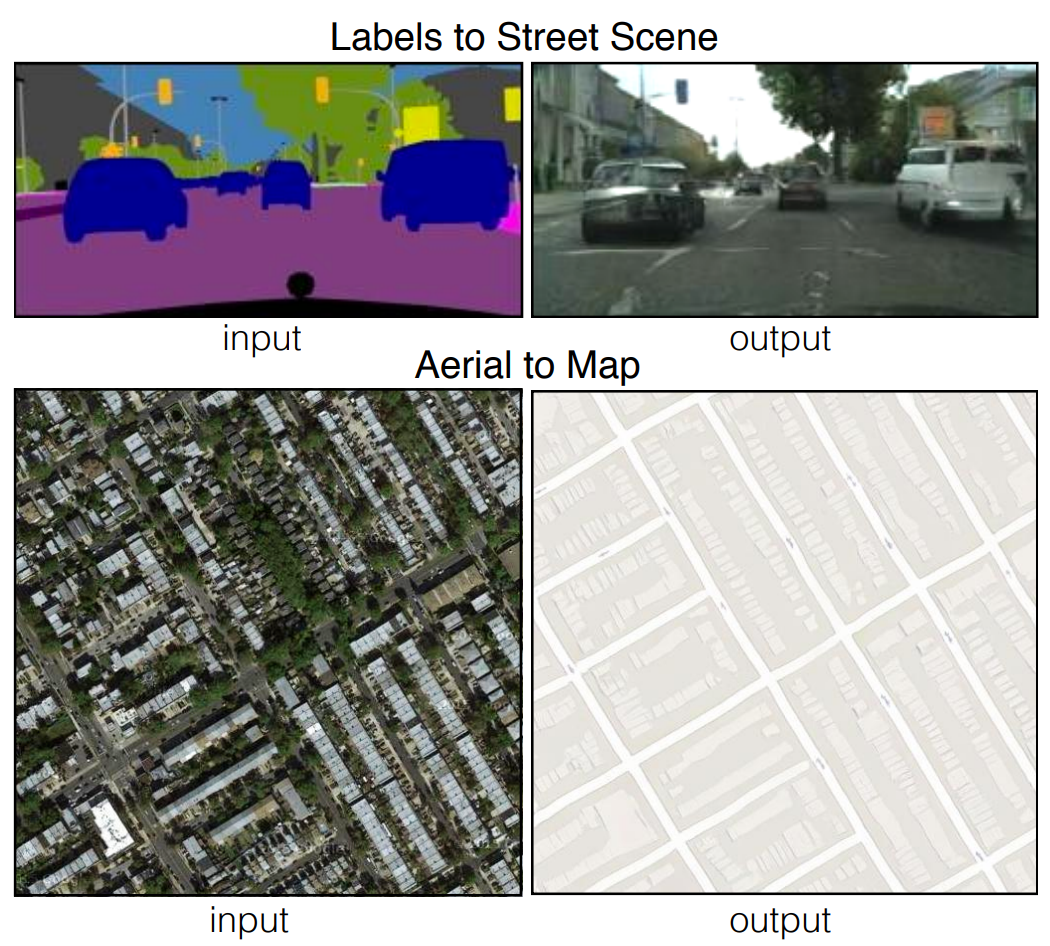 Labels to Street Scene
input
output
Aerial to Map
input
output